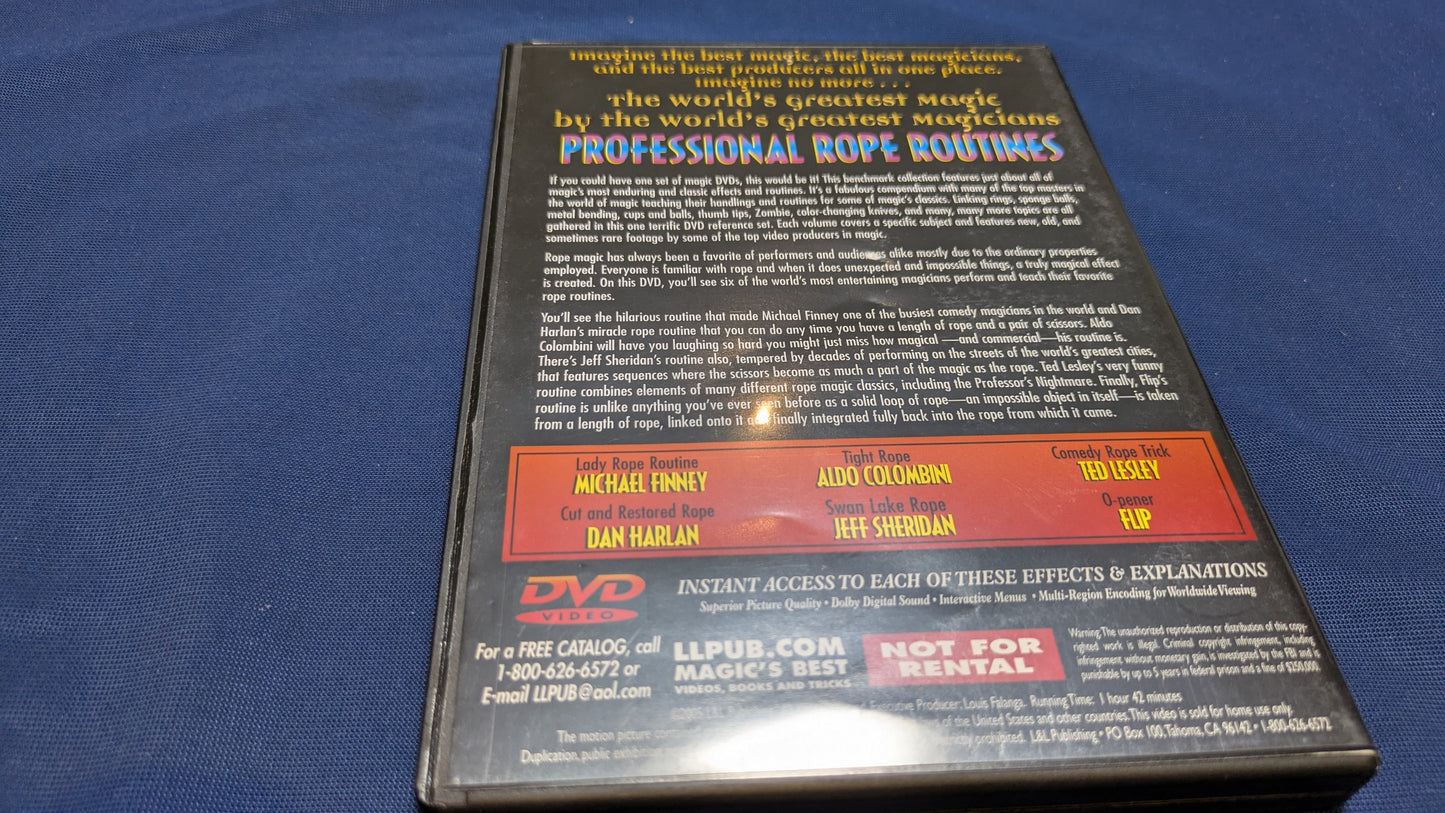 Imagine the best magic, the best magicians,
and the best producers all in one place.
Imagine no more . . .
The World's Greatest Magic
by the World's Greatest Magicians
PROFESSIONAL ROPE ROUTINES
If you could have one set of magic DVDs, this would be it! This benchmark collection features just about all of
magic's most enduring and classic effects and routines. It's a fabulous compendium with many of the top masters in
the world of magic teaching their handlings and routines for some of magic's classics. Linking rings, sponge balls,
metal bending, cups and balls, thumb tips, Zombie, color-changing knives, and many, many more topics are all
gathered in this one terrific DVD reference set. Each volume covers a specific subject and features new, old, and
sometimes rare footage by some of the top video producers in magic.
Rope magic has always been a favorite of performers and audiences alike mostly due to the ordinary properties
employed. Everyone is familiar with rope and when it does unexpected and impossible things, a truly magical effect
is created. On this DVD, you'll see six of the world's most entertaining magicians perform and teach their favorite
rope routines.
You'll see the hilarious routine that made Michael Finney one of the busiest comedy magicians in the world and Dan
Harlan's miracle rope routine that you can do any time you have a length of rope and a pair of scissors. Aldo
Colombini will have you laughing so hard you might just miss how magical —and commercial—his routine is.
There's Jeff Sheridan's routine also, tempered by decades of performing on the streets of the world's greatest cities,
that features sequences where the scissors become as much a part of the magic as the rope. Ted Lesley's very funny
routine combines elements of many different rope magic classics, including the Professor's Nightmare. Finally, Flip's
routine is unlike anything you've ever seen before as a solid loop of rope—an impossible object in itself—is taken
from a length of rope, linked onto it and finally integrated fully back into the rope from which it came.
Lady Rope Routine
MICHAEL FINNEY
Tight Rope
ALDO COLOMBINI
Comedy Rope Trick
TED LESLEY
Cut and Restored Rope
DAN HARLAN
Swan Lake Rope
JEFF SHERIDAN
O-pener
FLIP
DVD
VIDEO
INSTANT ACCESS TO EACH OF THESE EFFECTS & EXPLANATIONS
Superior Picture Quality • Dolby Digital Sound • Interactive Menus • Multi-Region Encoding for Worldwide Viewing
For a FREE CATALOG, call
1-800-626-6572 or
E-mail LLPUB@aol.com
LLPUB.COM
MAGIC'S BEST
VIDEOS, BOOKS AND TRICKS
NOT FOR
RENTAL
Warning. The unauthorized reproduction or distribution of this copy-
righted work is illegal. Criminal copyright infringement, including
infringement without monetary gain, is investigated by the FBI and is
punishable by up to 5 years in federal prison and a fine of $250,000.
Executive Producer: Louis Falanga. Running Time: 1 hour 42 minutes
The motion picture of the United States and other countries. This video is sold for home use only.
Duplication, public prohibited. L&L Publishing • PO Box 100, Tahoma, CA 96142 • 1-800-626-6572